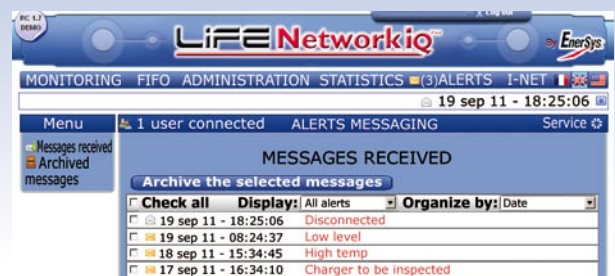 RC 1.7
DEMO
LiFE Networkiq
By EnerSys
MONITORING FIFO ADMINISTRATION STATISTICS (3)ALERTS I-NET
19 sep 11 - 18:25:06
Menu
1 user connected ALERTS MESSAGING Service
Messages received
Archived
messages
MESSAGES RECEIVED
Archive the selected messages
Check all Display: All alerts Organize by: Date
19 sep 11 - 18:25:06 Disconnected
19 sep 11 - 08:24:37 Low level
18 sep 11 - 15:34:45 High temp
17 sep 11 - 16:34:10 Charger to be inspected